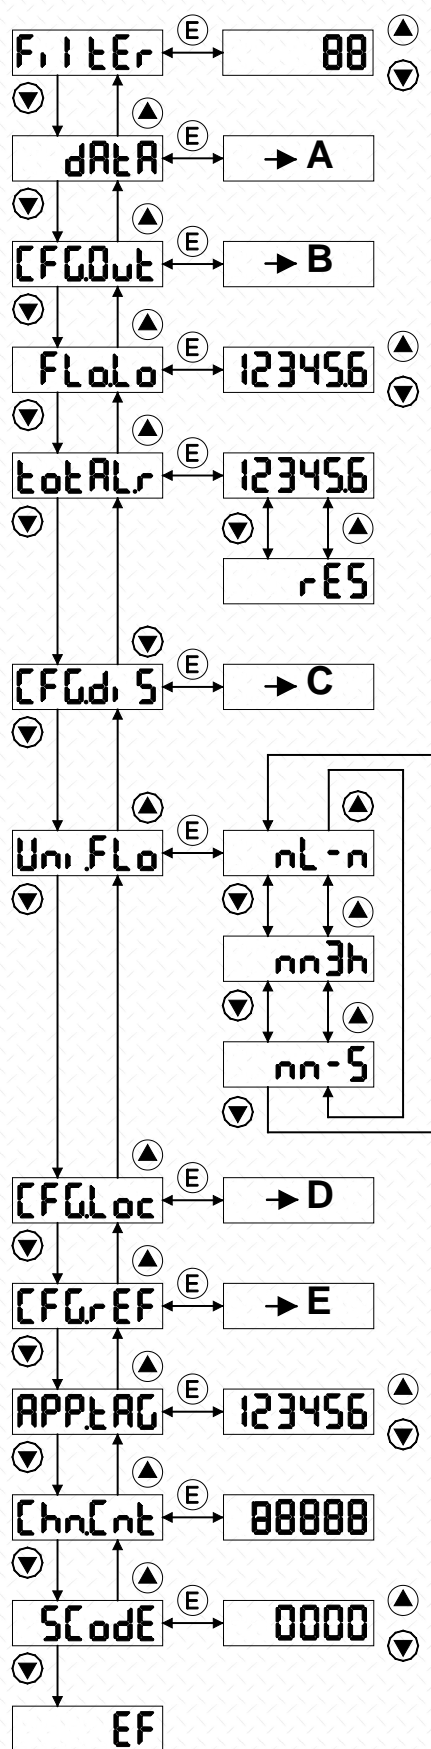 FiltEr E 88
dAtA E A
CFG.Out E B
FLo.Lo E 12345.6
totAL.r E 12345.6
rES
CFG.diS E C
Uni.FLo E nL-n
nn3h
nn-S
CFG.Loc E D
CFG.rEF E E
APP.tAG E 123456
Chn.Cnt E a8888
SCodE E 0000
EF